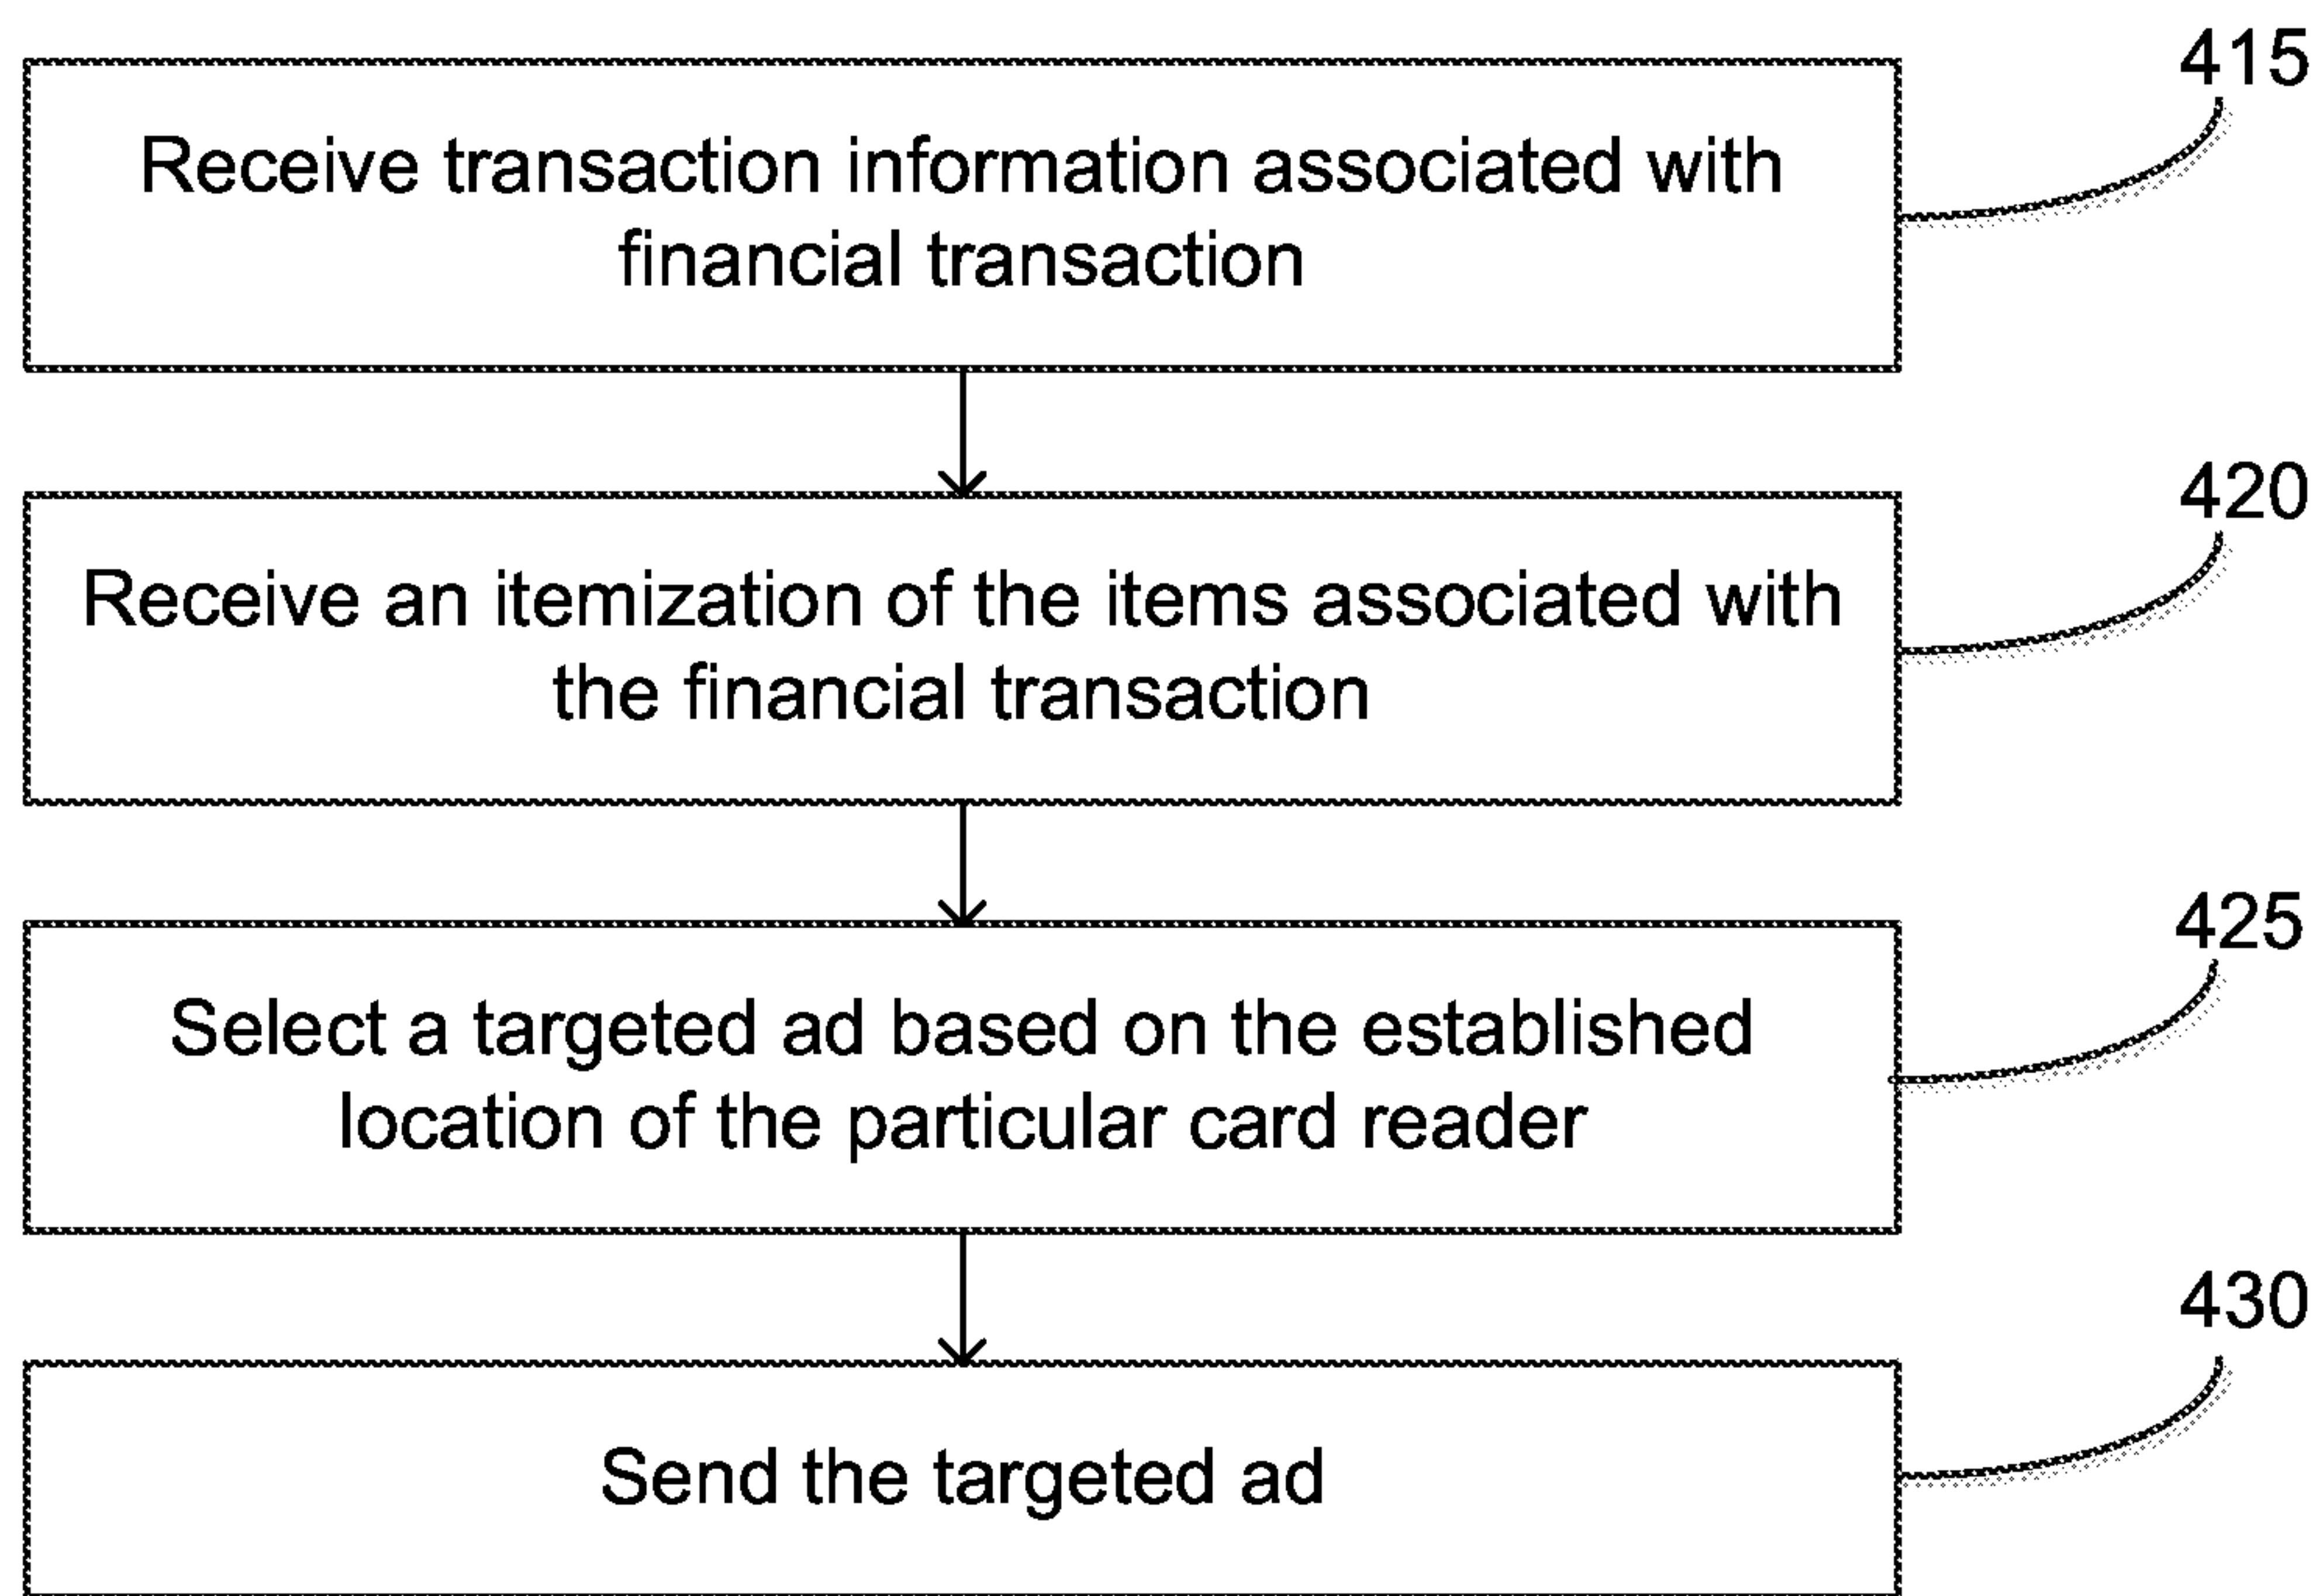 415
Receive transaction information associated with
financial transaction
420
Receive an itemization of the items associated with
the financial transaction
425
Select a targeted ad based on the established
location of the particular card reader
430
Send the targeted ad